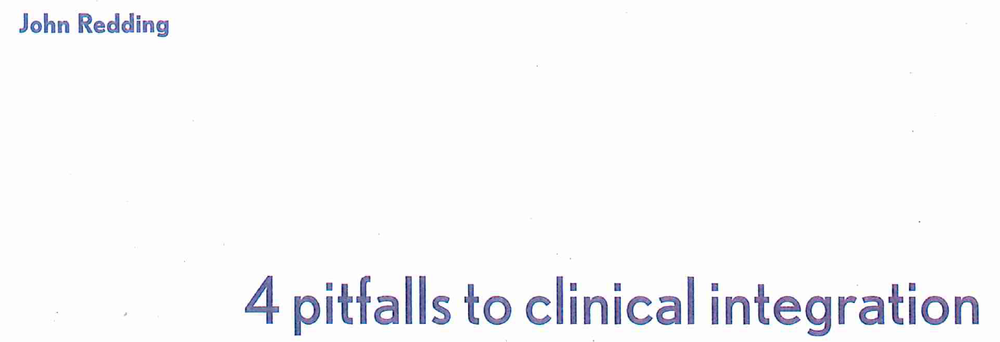 John Redding
4 pitfalls to clinical integration